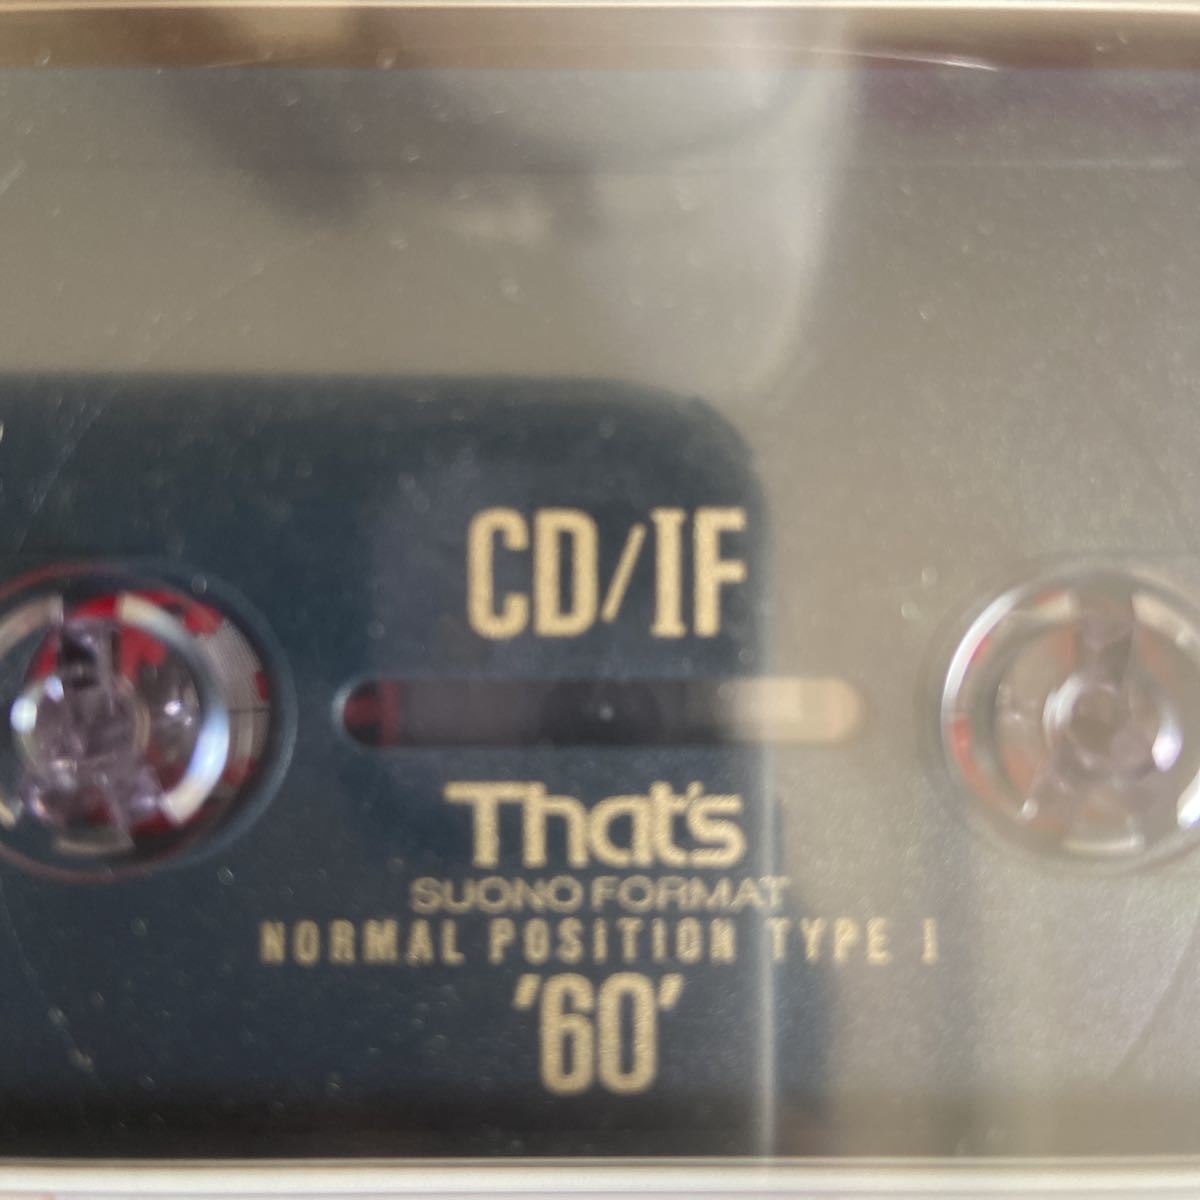 CD/IF
That's
SUONO FORMAT
NORMAL POSITION TYPE I
'60'